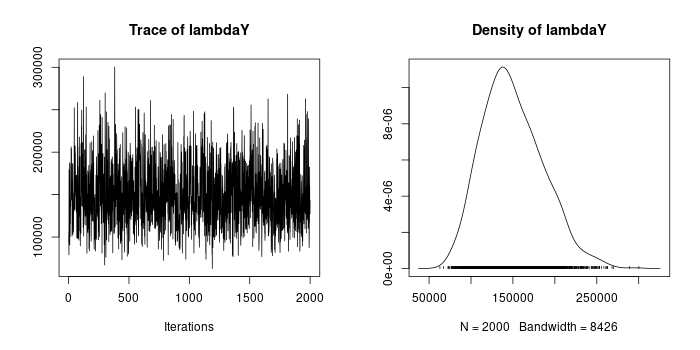 Trace of lambdaY
300000
200000
100000
0
500
1000
1500
2000
Iterations
Density of lambdaY
8e-06
4e-06
0e+00
50000
150000
250000
N = 2000   Bandwidth = 8426